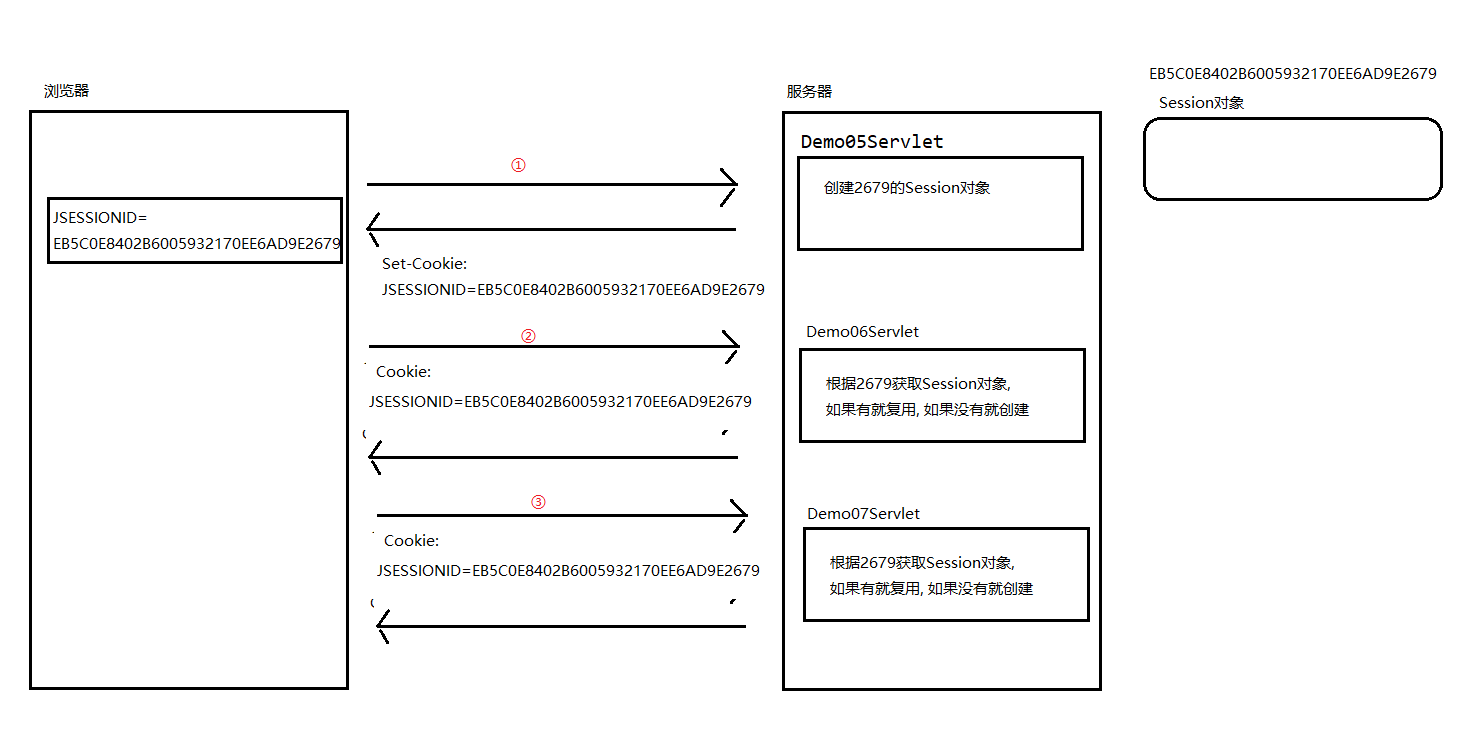 浏览器
JSESSIONID=
EB5C0E8402B6005932170EE6AD9E2679
①
Set-Cookie:
JSESSIONID=EB5C0E8402B6005932170EE6AD9E2679
②
Cookie:
JSESSIONID=EB5C0E8402B6005932170EE6AD9E2679
③
Cookie:
JSESSIONID=EB5C0E8402B6005932170EE6AD9E2679
服务器
Demo05Servlet
创建2679的Session对象
Demo06Servlet
根据2679获取Session对象,
如果有就复用, 如果没有就创建
Demo07Servlet
根据2679获取Session对象,
如果有就复用, 如果没有就创建
EB5C0E8402B6005932170EE6AD9E2679
Session对象